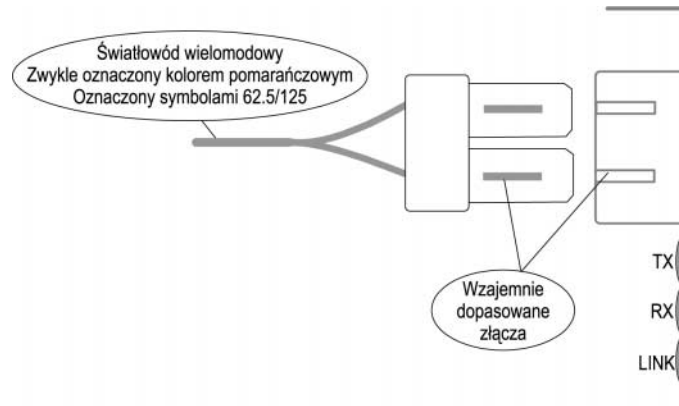 Światłowód wielomodowy
Zwykle oznaczony kolorem pomarańczowym
Oznaczony symbolami 62.5/125
Wzajemnie
dopasowane
złącza
TX
RX
LINK